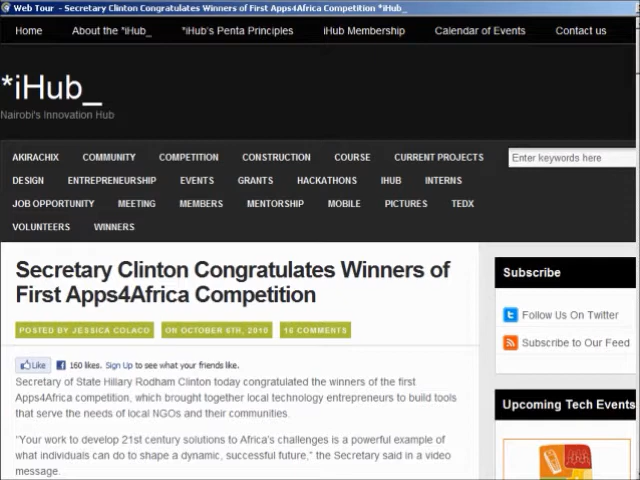 Web Tour - Secretary Clinton Congratulates Winners of First Apps4Africa Competition *iHub_
Home About the *iHub_ *iHub's Penta Principles iHub Membership Calendar of Events Contact us
*iHub_
Nairobi's Innovation Hub
AKIRACHIX COMMUNITY COMPETITION CONSTRUCTION COURSE CURRENT PROJECTS
DESIGN ENTREPRENEURSHIP EVENTS GRANTS HACKATHONS IHUB INTERNS
JOB OPPORTUNITY MEETING MEMBERS MENTORSHIP MOBILE PICTURES TEDX
VOLUNTEERS WINNERS
Enter keywords here
Secretary Clinton Congratulates Winners of
First Apps4Africa Competition
POSTED BY JESSICA COLACO ON OCTOBER 6TH, 2010 16 COMMENTS
Like 160 likes. Sign Up to see what your friends like.
Secretary of State Hillary Rodham Clinton today congratulated the winners of the first
Apps4Africa competition, which brought together local technology entrepreneurs to build tools
that serve the needs of local NGOs and their communities.
"Your work to develop 21st century solutions to Africa's challenges is a powerful example of
what individuals can do to shape a dynamic, successful future," the Secretary said in a video
message.
Subscribe
Follow Us On Twitter
Subscribe to Our Feed
Upcoming Tech Events